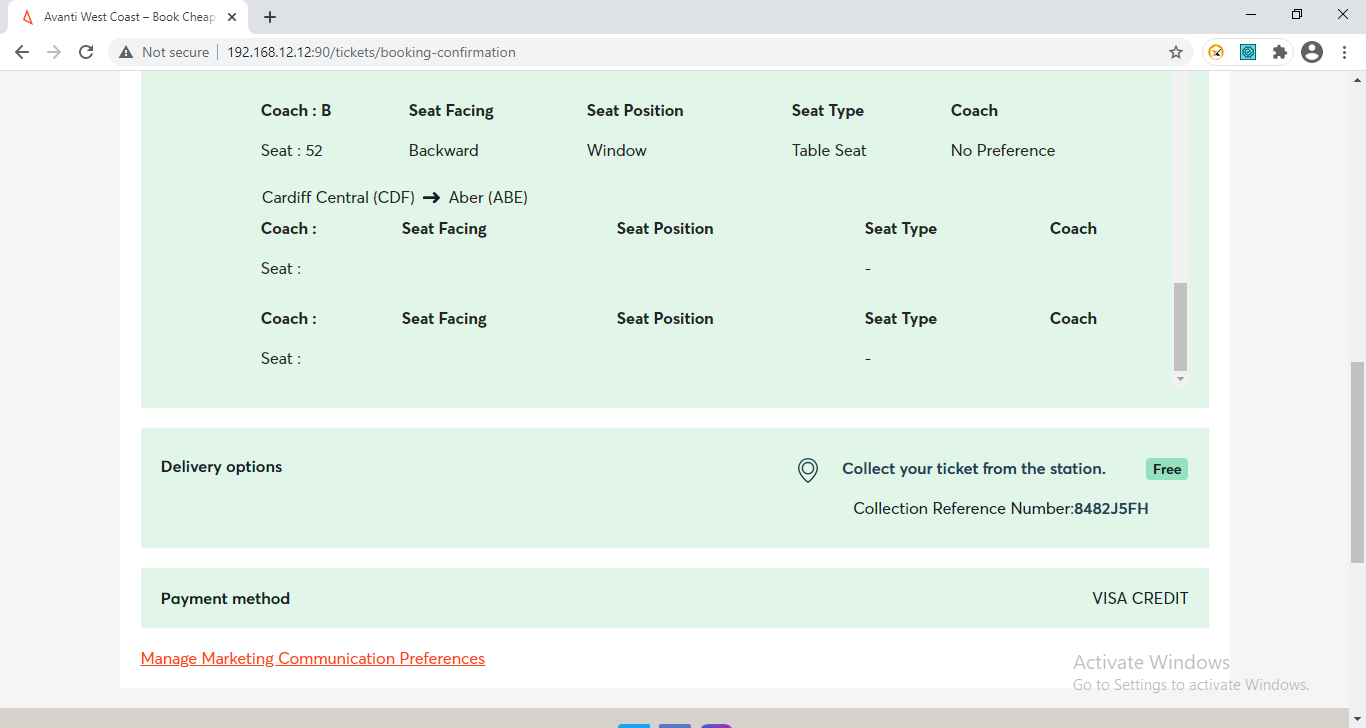 Avanti West Coast – Book Cheap
Not secure
192.168.12.12:90/tickets/booking-confirmation
Coach : B Seat Facing Seat Position Seat Type Coach
Seat : 52 Backward Window Table Seat No Preference
Cardiff Central (CDF) → Aber (ABE)
Coach : Seat Facing Seat Position Seat Type Coach
Seat : -
Coach : Seat Facing Seat Position Seat Type Coach
Seat : -
Delivery options
Collect your ticket from the station. Free
Collection Reference Number:8482J5FH
Payment method VISA CREDIT
Manage Marketing Communication Preferences
Activate Windows
Go to Settings to activate Windows.